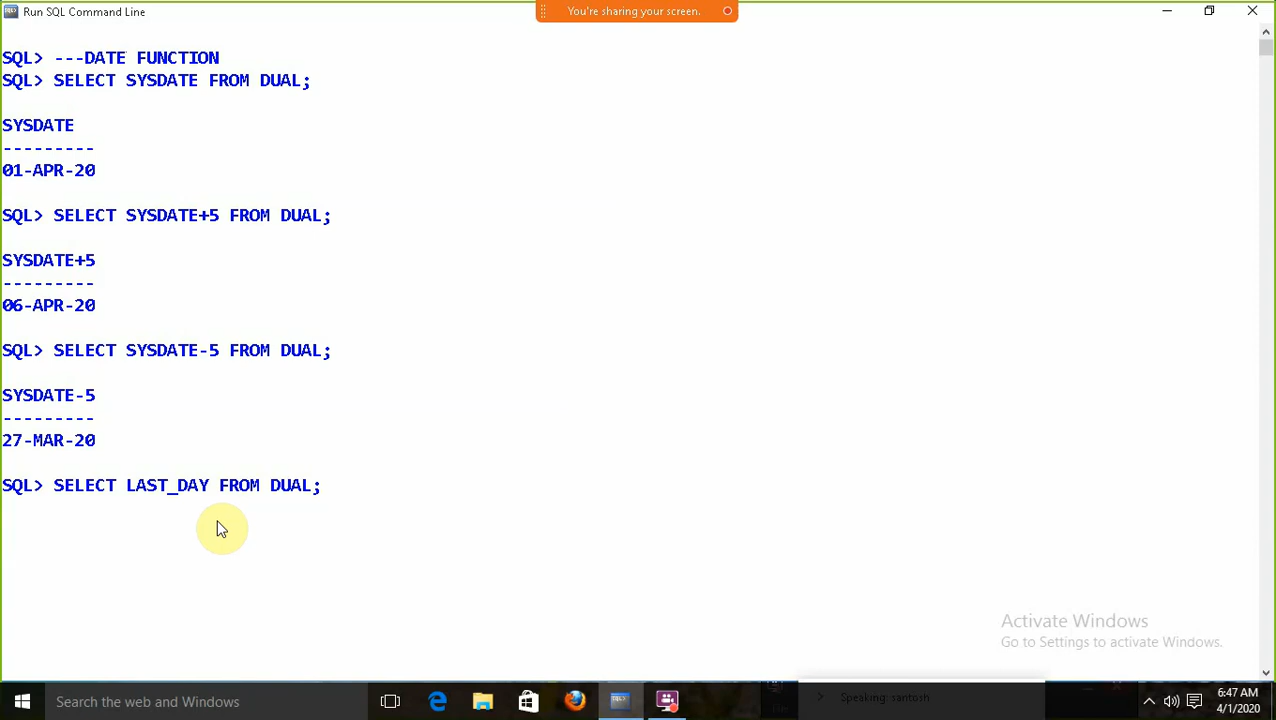 Run SQL Command Line
You're sharing your screen.
SQL> ---DATE FUNCTION
SQL> SELECT SYSDATE FROM DUAL;
SYSDATE
---------
01-APR-20
SQL> SELECT SYSDATE+5 FROM DUAL;
SYSDATE+5
---------
06-APR-20
SQL> SELECT SYSDATE-5 FROM DUAL;
SYSDATE-5
---------
27-MAR-20
SQL> SELECT LAST_DAY FROM DUAL;
Activate Windows
Go to Settings to activate Windows.
Search the web and Windows
Speaking: santosh
6:47 AM
4/1/2020